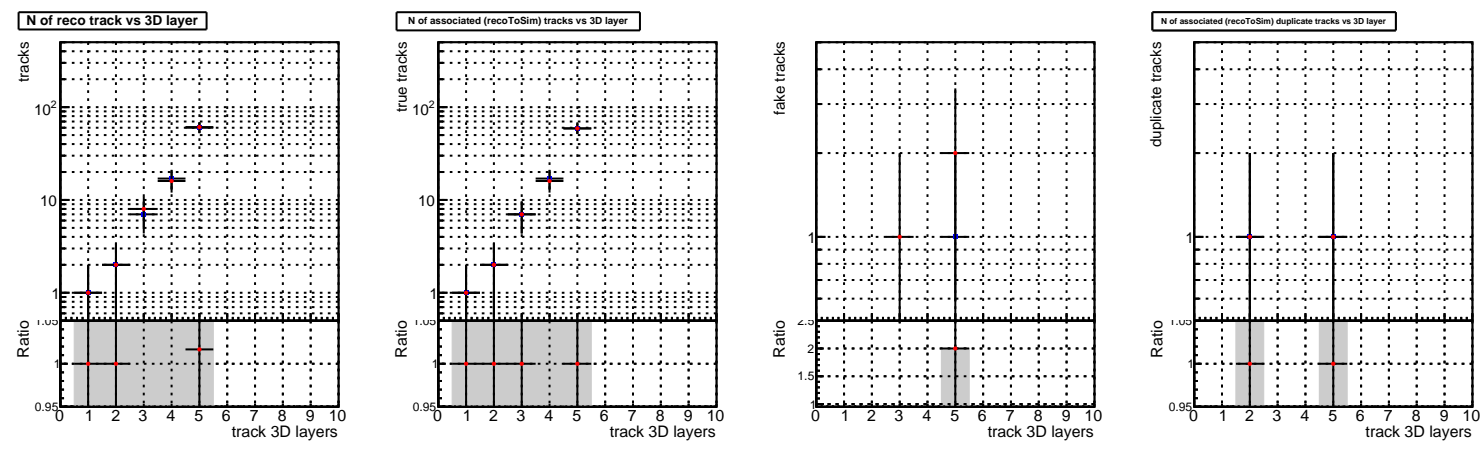 N of reco track vs 3D layer
tracks
10²
10
1
1.05
Ratio
1
0.95
0 1 2 3 4 5 6 7 8 9 10
track 3D layers
N of associated (recoToSim) tracks vs 3D layer
true tracks
10²
10
1
1.05
Ratio
1
0.95
0 1 2 3 4 5 6 7 8 9 10
track 3D layers
fake tracks
1
2.5
Ratio
2
1.5
1
0 1 2 3 4 5 6 7 8 9 10
track 3D layers
N of associated (recoToSim) duplicate tracks vs 3D layer
duplicate tracks
1
1.05
Ratio
1
0.95
0 1 2 3 4 5 6 7 8 9 10
track 3D layers